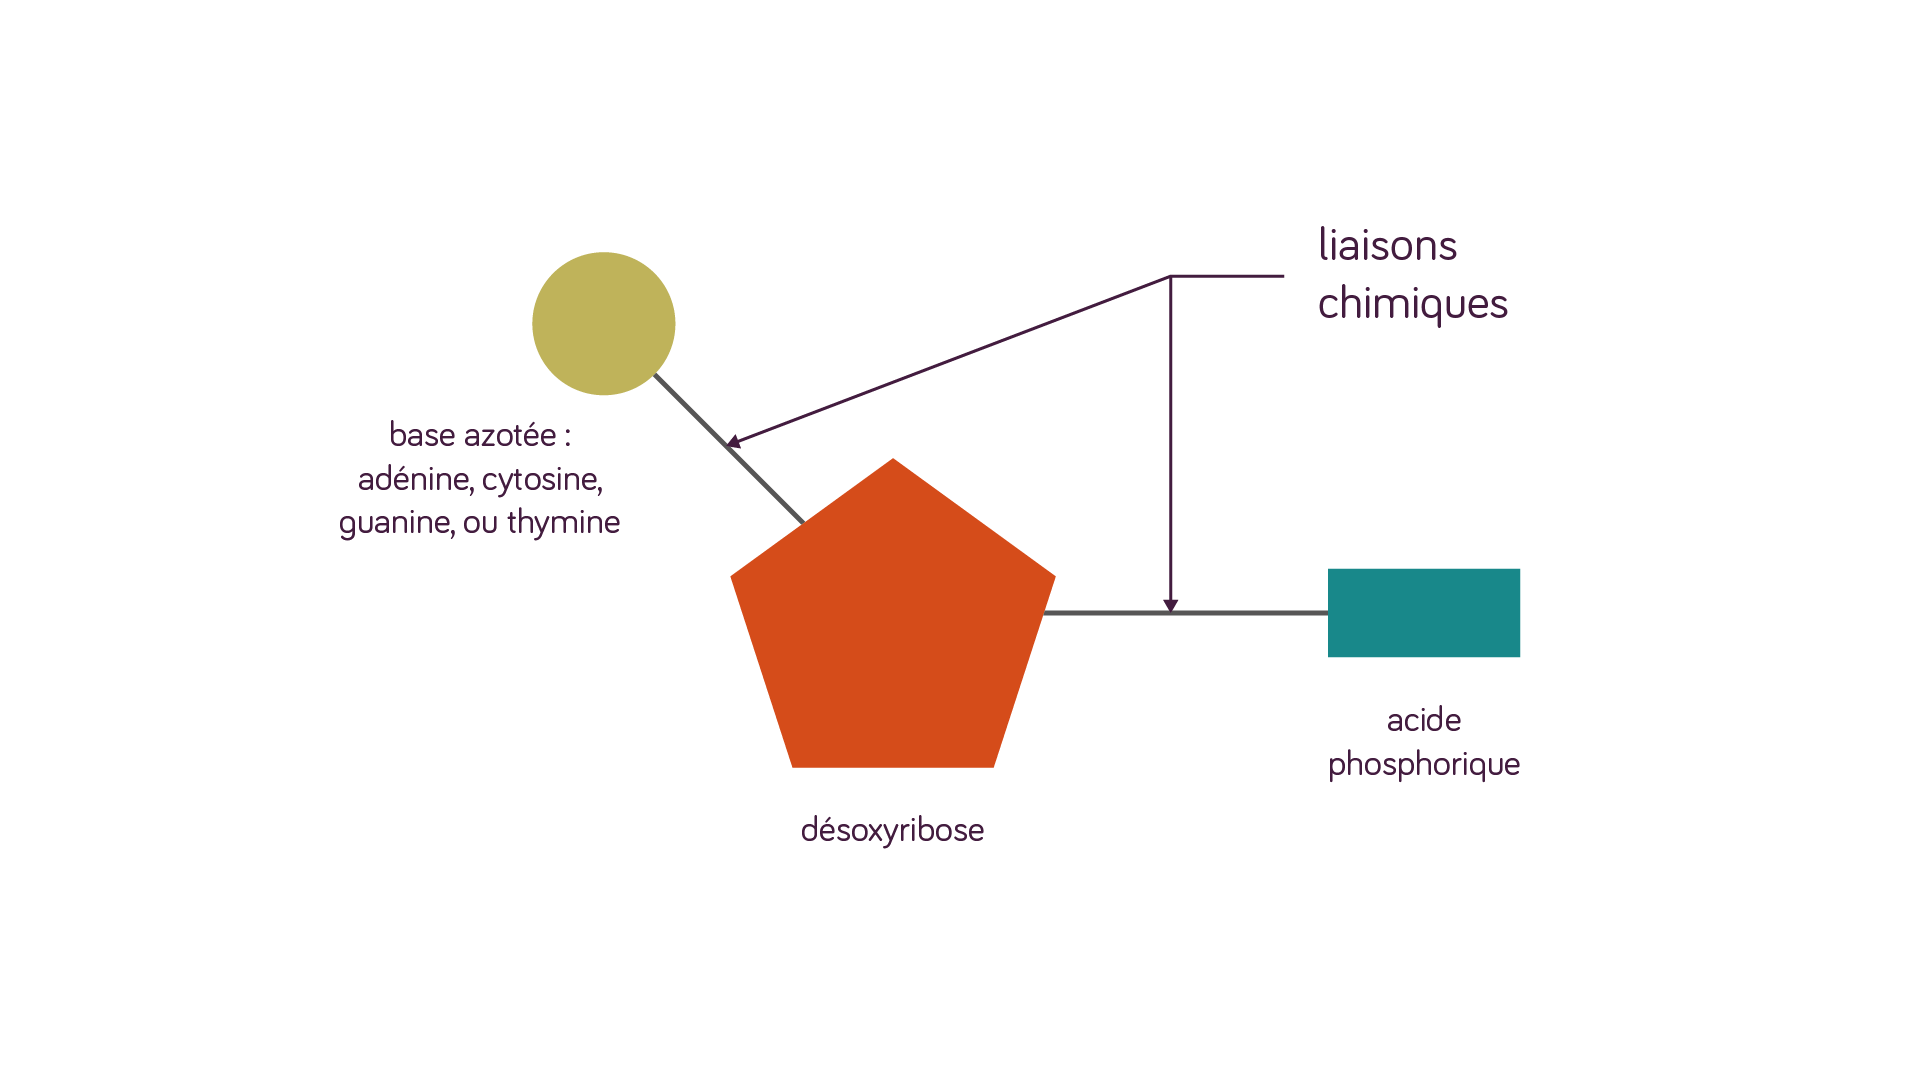 liaisons
chimiques
base azotée :
adénine, cytosine,
guanine, ou thymine
acide
phosphorique
désoxyribose